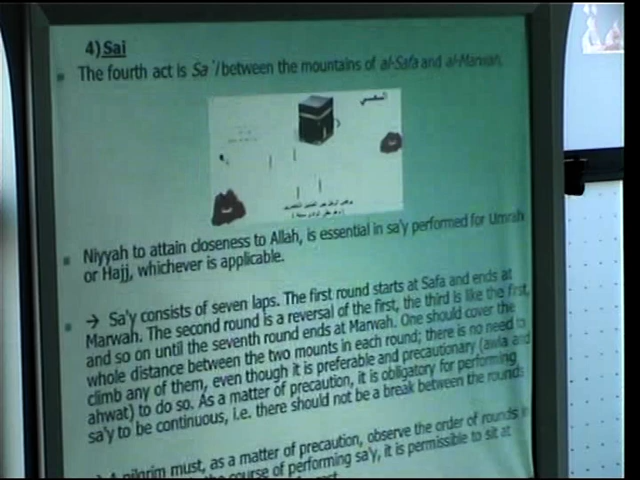 4) Sai
The fourth act is Sa'i between the mountains of al-Safa and al-Marwah.
السعي
Niyyah to attain closeness to Allah, is essential in sa'y performed for Umrah
or Hajj, whichever is applicable.
→ Sa'y consists of seven laps. The first round starts at Safa and ends at
Marwah. The second round is a reversal of the first, the third is like the first,
and so on until the seventh round ends at Marwah. One should cover the
whole distance between the two mounts in each round; there is no need to
climb any of them, even though it is preferable and precautionary (awla and
ahwat) to do so. As a matter of precaution, it is obligatory for performing
sa'y to be continuous, i.e. there should not be a break between the rounds
pilgrim must, as a matter of precaution, observe the order of rounds
course of performing sa'y, it is permissible to sit at